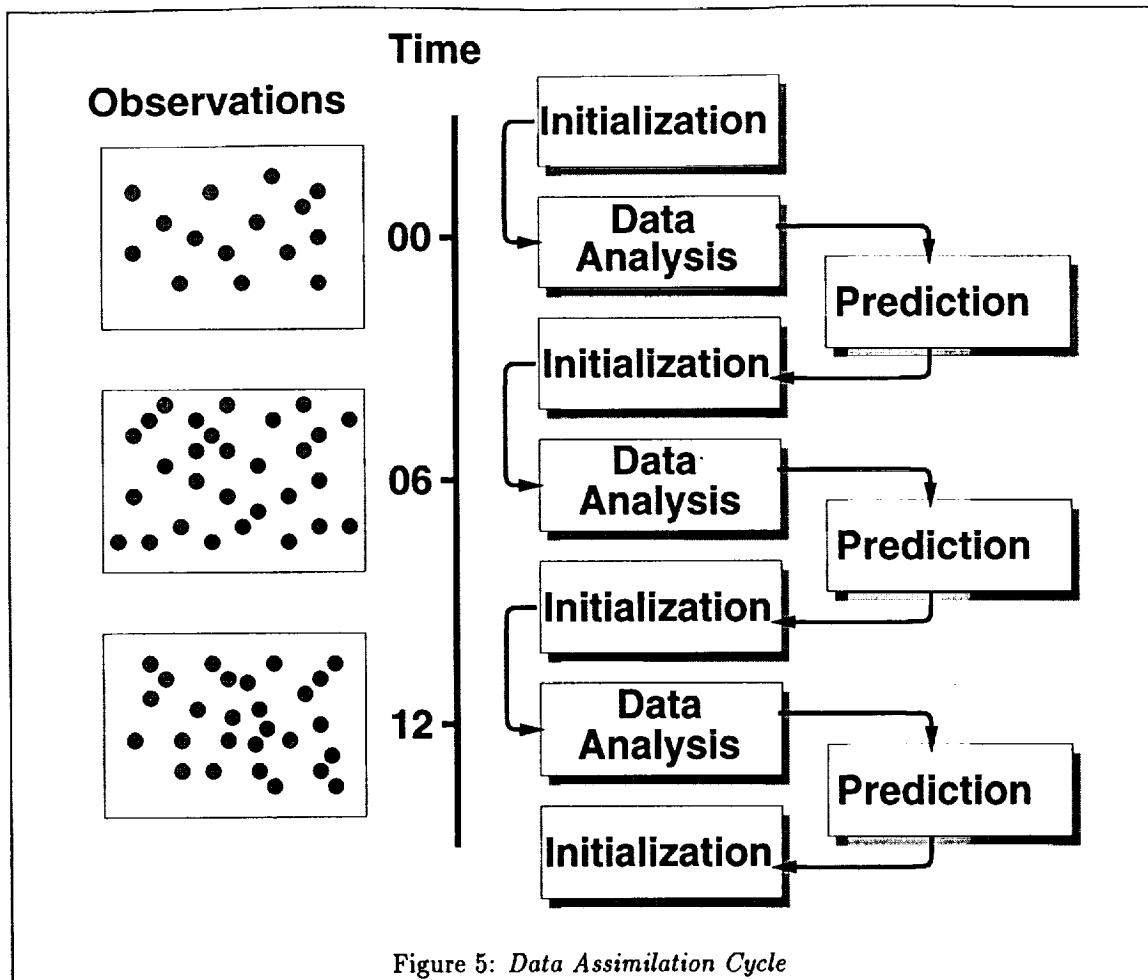 Time
Observations
Initialization
00
Data
Analysis
Prediction
Initialization
06
Data
Analysis
Prediction
Initialization
12
Data
Analysis
Prediction
Initialization
Figure 5: Data Assimilation Cycle